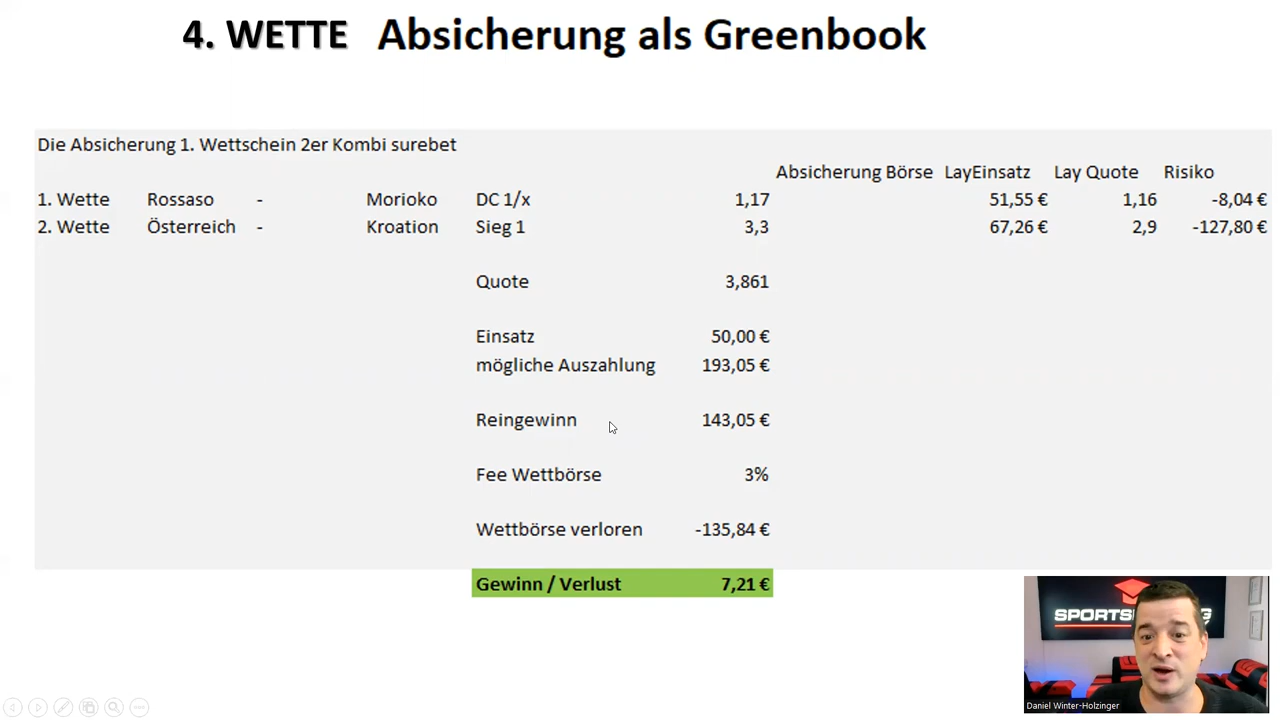 4. WETTE Absicherung als Greenbook
Die Absicherung 1. Wettschein 2er Kombi surebet
Absicherung Börse LayEinsatz Lay Quote Risiko
1. Wette Rossaso - Morioko DC 1/x 1,17 51,55 € 1,16 -8,04 €
2. Wette Österreich - Kroation Sieg 1 3,3 67,26 € 2,9 -127,80 €
Quote 3,861
Einsatz 50,00 €
mögliche Auszahlung 193,05 €
Reingewinn 143,05 €
Fee Wettbörse 3%
Wettbörse verloren -135,84 €
Gewinn / Verlust 7,21 €
Daniel Winter-Holzinger